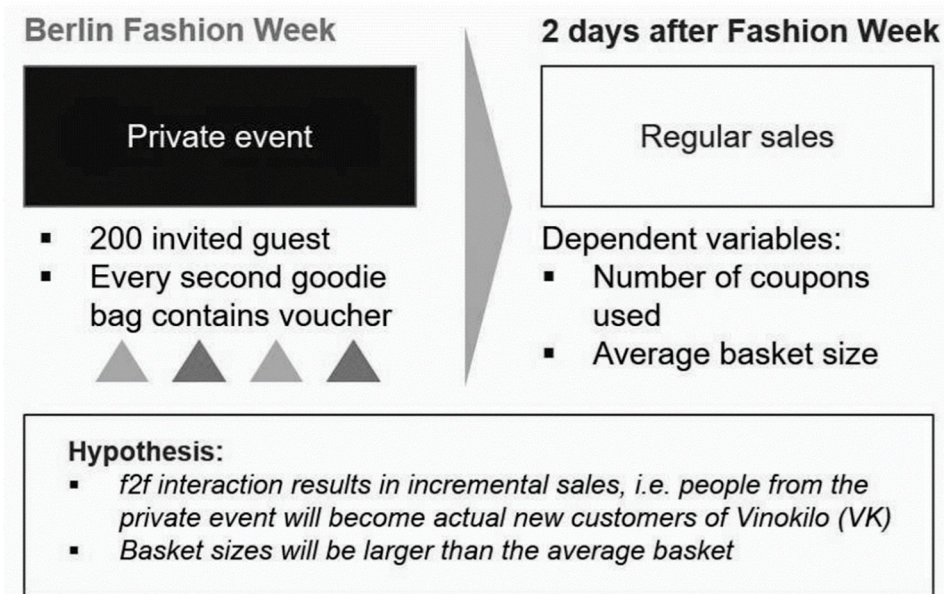 Berlin Fashion Week
Private event
▪ 200 invited guest
▪ Every second goodie
bag contains voucher
2 days after Fashion Week
Regular sales
Dependent variables:
▪ Number of coupons
used
▪ Average basket size
Hypothesis:
▪ f2f interaction results in incremental sales, i.e. people from the
private event will become actual new customers of Vinokilo (VK)
▪ Basket sizes will be larger than the average basket